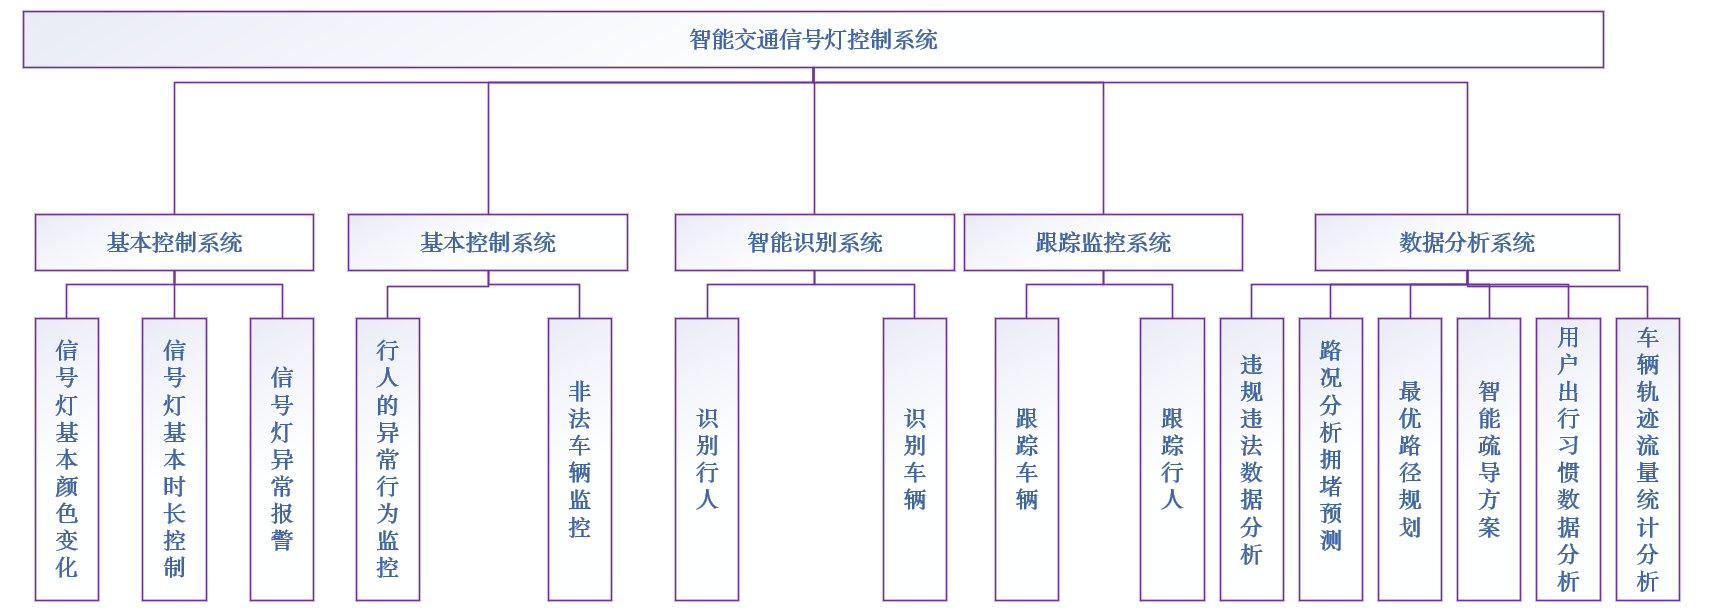 智能交通信号灯控制系统
基本控制系统
基本控制系统
智能识别系统
跟踪监控系统
数据分析系统
信号灯基本颜色变化
信号灯基本时长控制
信号灯异常报警
行人的异常行为监控
非法车辆监控
识别行人
识别车辆
跟踪车辆
跟踪行人
违规违法数据分析
路况分析拥堵预测
最优路径规划
智能疏导方案
用户出行习惯数据分析
车辆轨迹流量统计分析